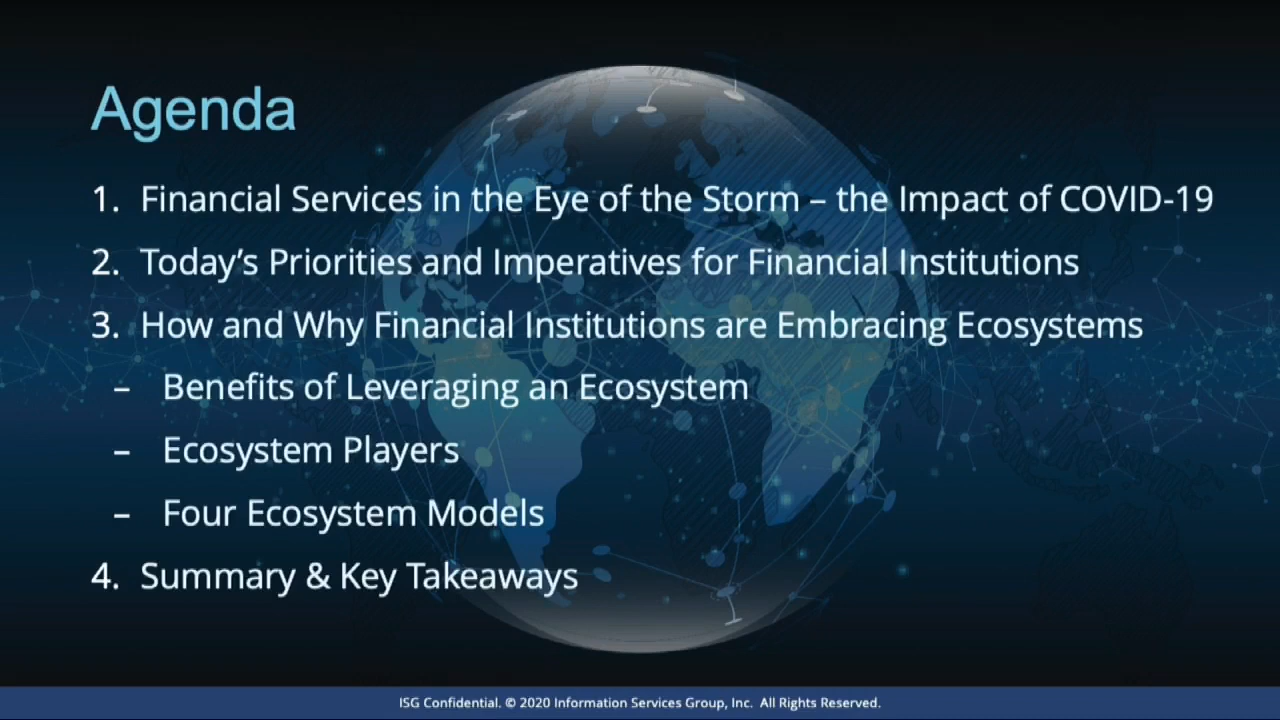 Agenda
1. Financial Services in the Eye of the Storm – the Impact of COVID-19
2. Today’s Priorities and Imperatives for Financial Institutions
3. How and Why Financial Institutions are Embracing Ecosystems
– Benefits of Leveraging an Ecosystem
– Ecosystem Players
– Four Ecosystem Models
4. Summary & Key Takeaways
ISG Confidential. © 2020 Information Services Group, Inc. All Rights Reserved.